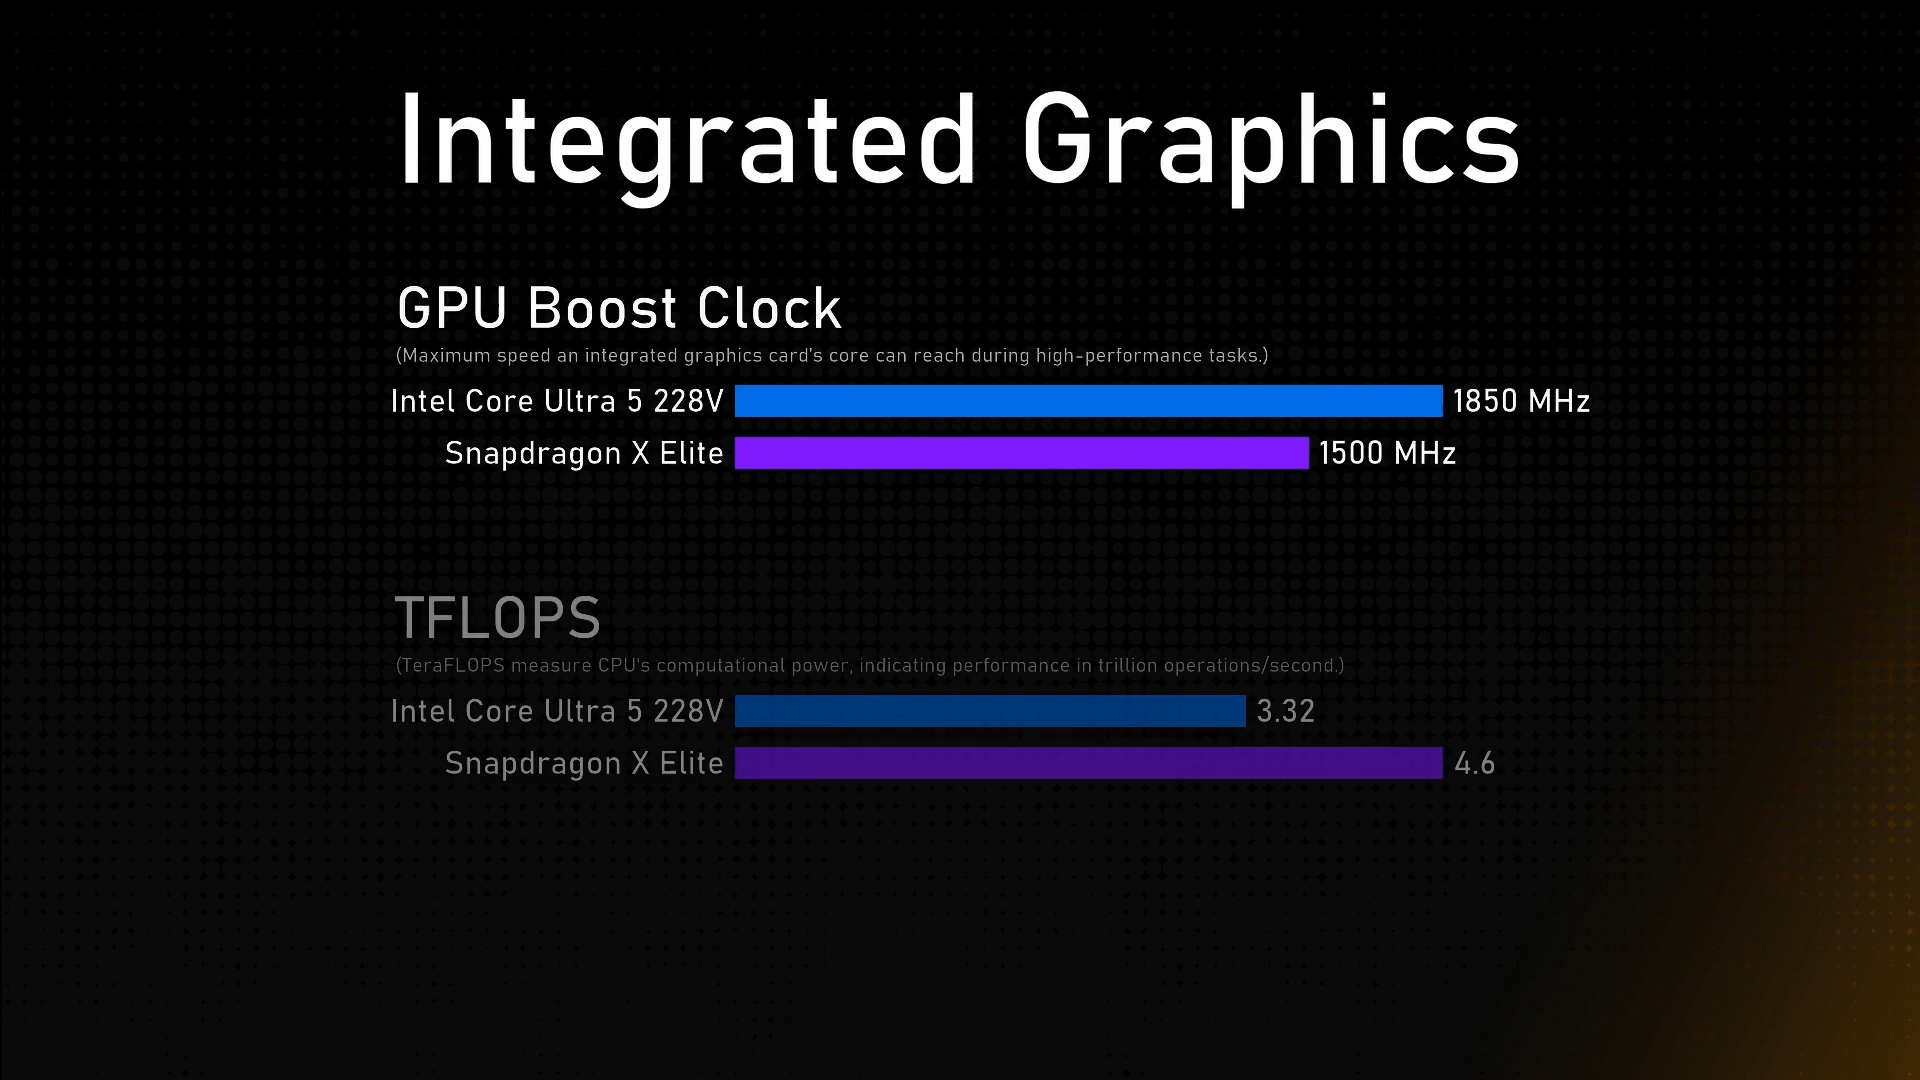 Integrated Graphics
GPU Boost Clock
(Maximum speed an integrated graphics card's core can reach during high-performance tasks.)
Intel Core Ultra 5 228V 1850 MHz
Snapdragon X Elite 1500 MHz
TFLOPS
(TeraFLOPS measure CPU's computational power, indicating performance in trillion operations/second.)
Intel Core Ultra 5 228V 3.32
Snapdragon X Elite 4.6